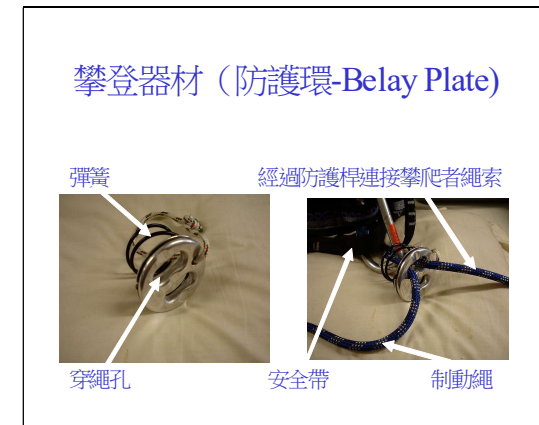 攀登器材（防護環-Belay Plate)
彈簧
經過防護桿連接攀爬者繩索
穿繩孔
安全帶
制動繩